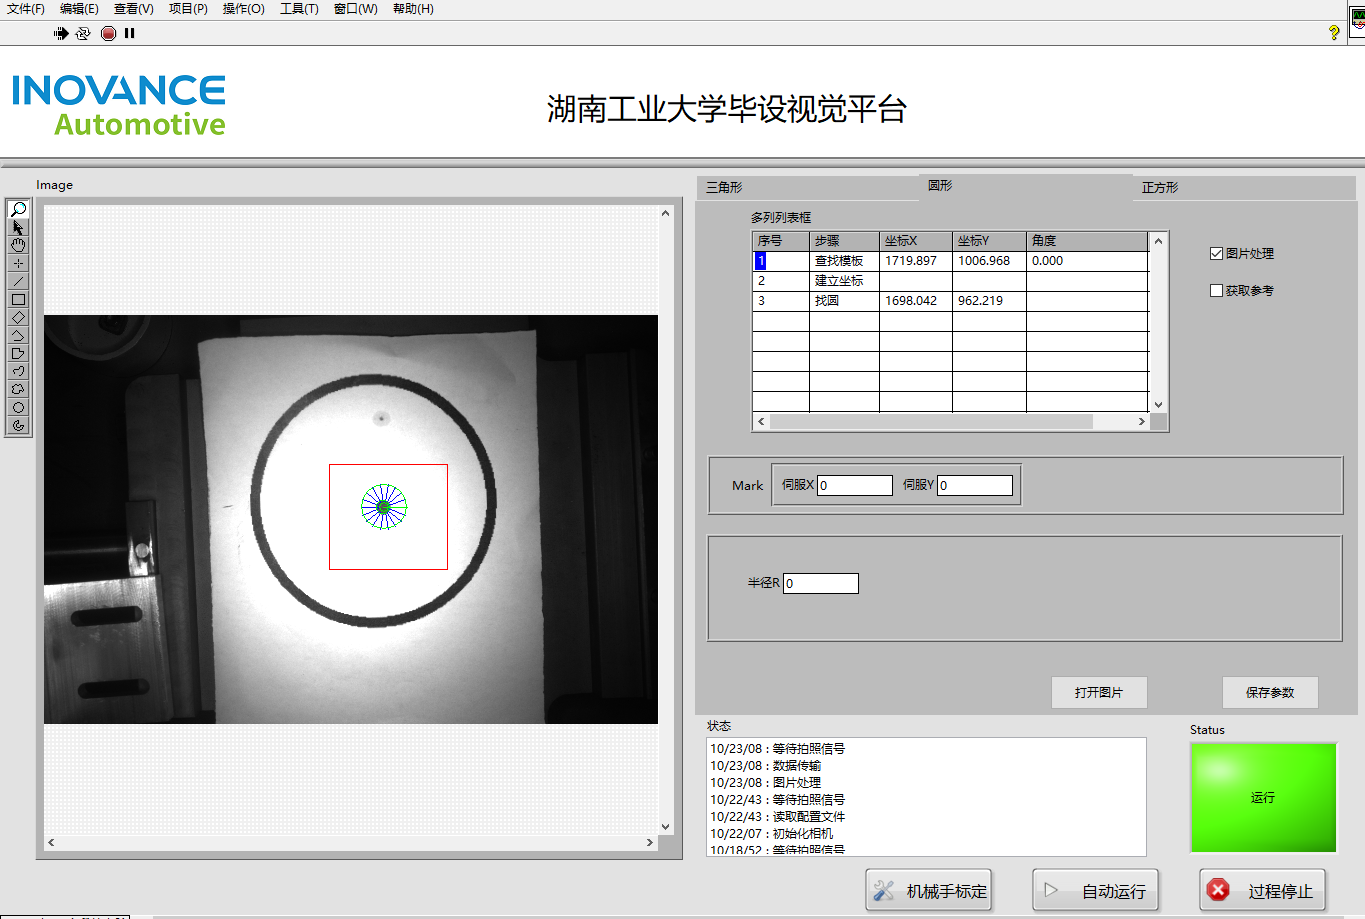 文件(F) 编辑(E) 查看(V) 项目(P) 操作(O) 工具(T) 窗口(W) 帮助(H)
INOVANCE
Automotive
湖南工业大学毕设视觉平台
Image
三角形 圆形 正方形
多列列表框
序号 步骤 坐标X 坐标Y 角度
1 查找模板 1719.897 1006.968 0.000
2 建立坐标
3 找圆 1698.042 962.219
图片处理
获取参考
Mark 伺服X 0 伺服Y 0
半径R 0
打开图片 保存参数
状态
10/23/08 : 等待拍照信号
10/23/08 : 数据传输
10/23/08 : 图片处理
10/22/43 : 等待拍照信号
10/22/43 : 读取配置文件
10/22/07 : 初始化相机
10/18/52 : 等待拍照信号
Status
运行
机械手标定 自动运行 过程停止